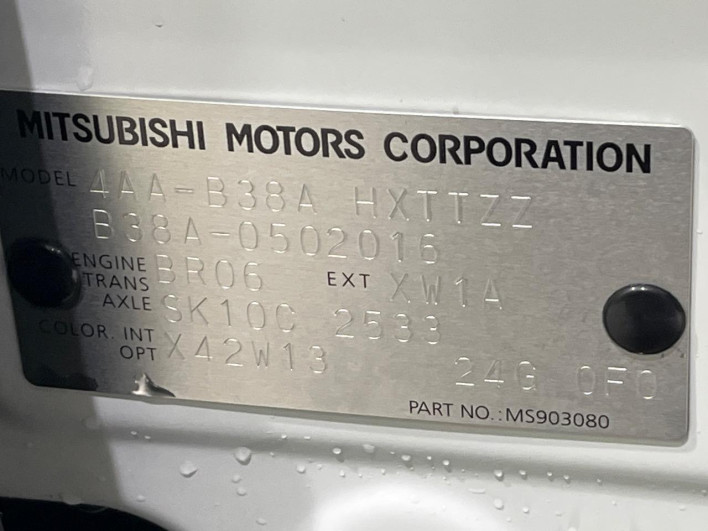 MITSUBISHI MOTORS CORPORATION
MODEL 4AA-B38A HXTTZZ
B38A-0502016
ENGINE BR06 EXT XW1A
TRANS AXLE SK10C 2533
COLOR. INT OPT X42W13 24G 0F0
PART NO.:MS903080